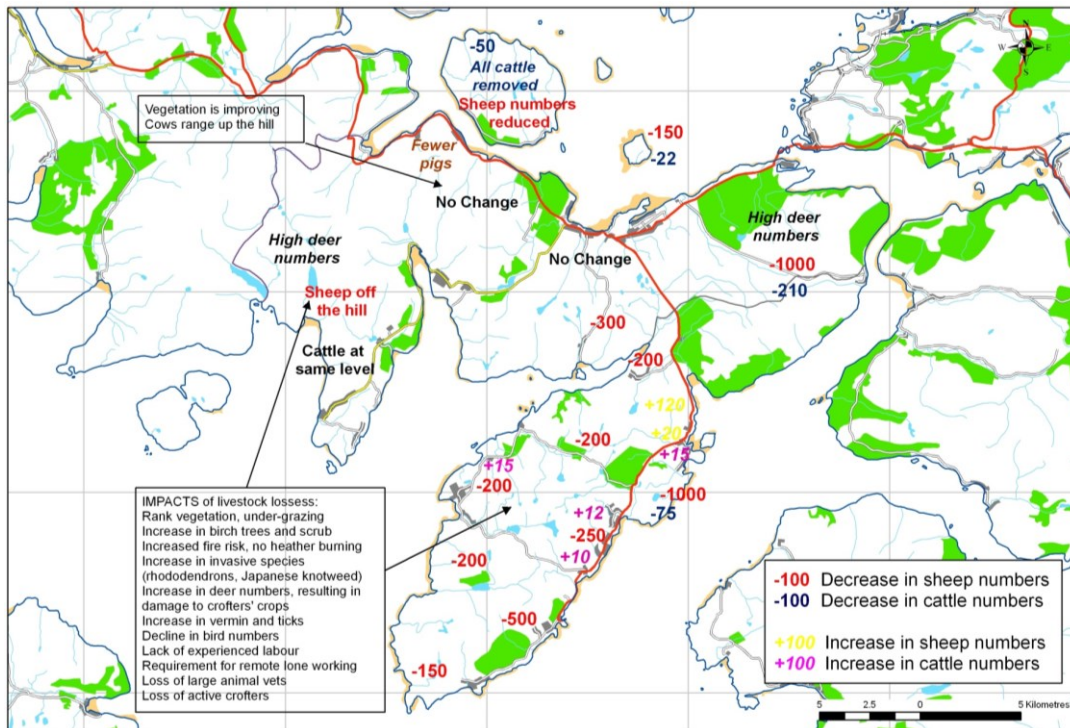 -50
All cattle
removed
Sheep numbers
reduced
N
W E
S
Vegetation is improving
Cows range up the hill
-150
-22
Fewer
pigs
No Change
High deer
numbers
High deer
numbers
No Change
-1000
-210
Sheep off
the hill
-300
Cattle at
same level
-200
+120
+20
-200
+15
+15
-200
-1000
-75
+12
-250
-200
+10
-500
-150
IMPACTS of livestock lossess:
Rank vegetation, under-grazing
Increase in birch trees and scrub
Increased fire risk, no heather burning
Increase in invasive species
(rhododendrons, Japanese knotweed)
Increase in deer numbers, resulting in
damage to crofters' crops
Increase in vermin and ticks
Decline in bird numbers
Lack of experienced labour
Requirement for remote lone working
Loss of large animal vets
Loss of active crofters
-100 Decrease in sheep numbers
-100 Decrease in cattle numbers
+100 Increase in sheep numbers
+100 Increase in cattle numbers
5 2.5 0 5 Kilometres